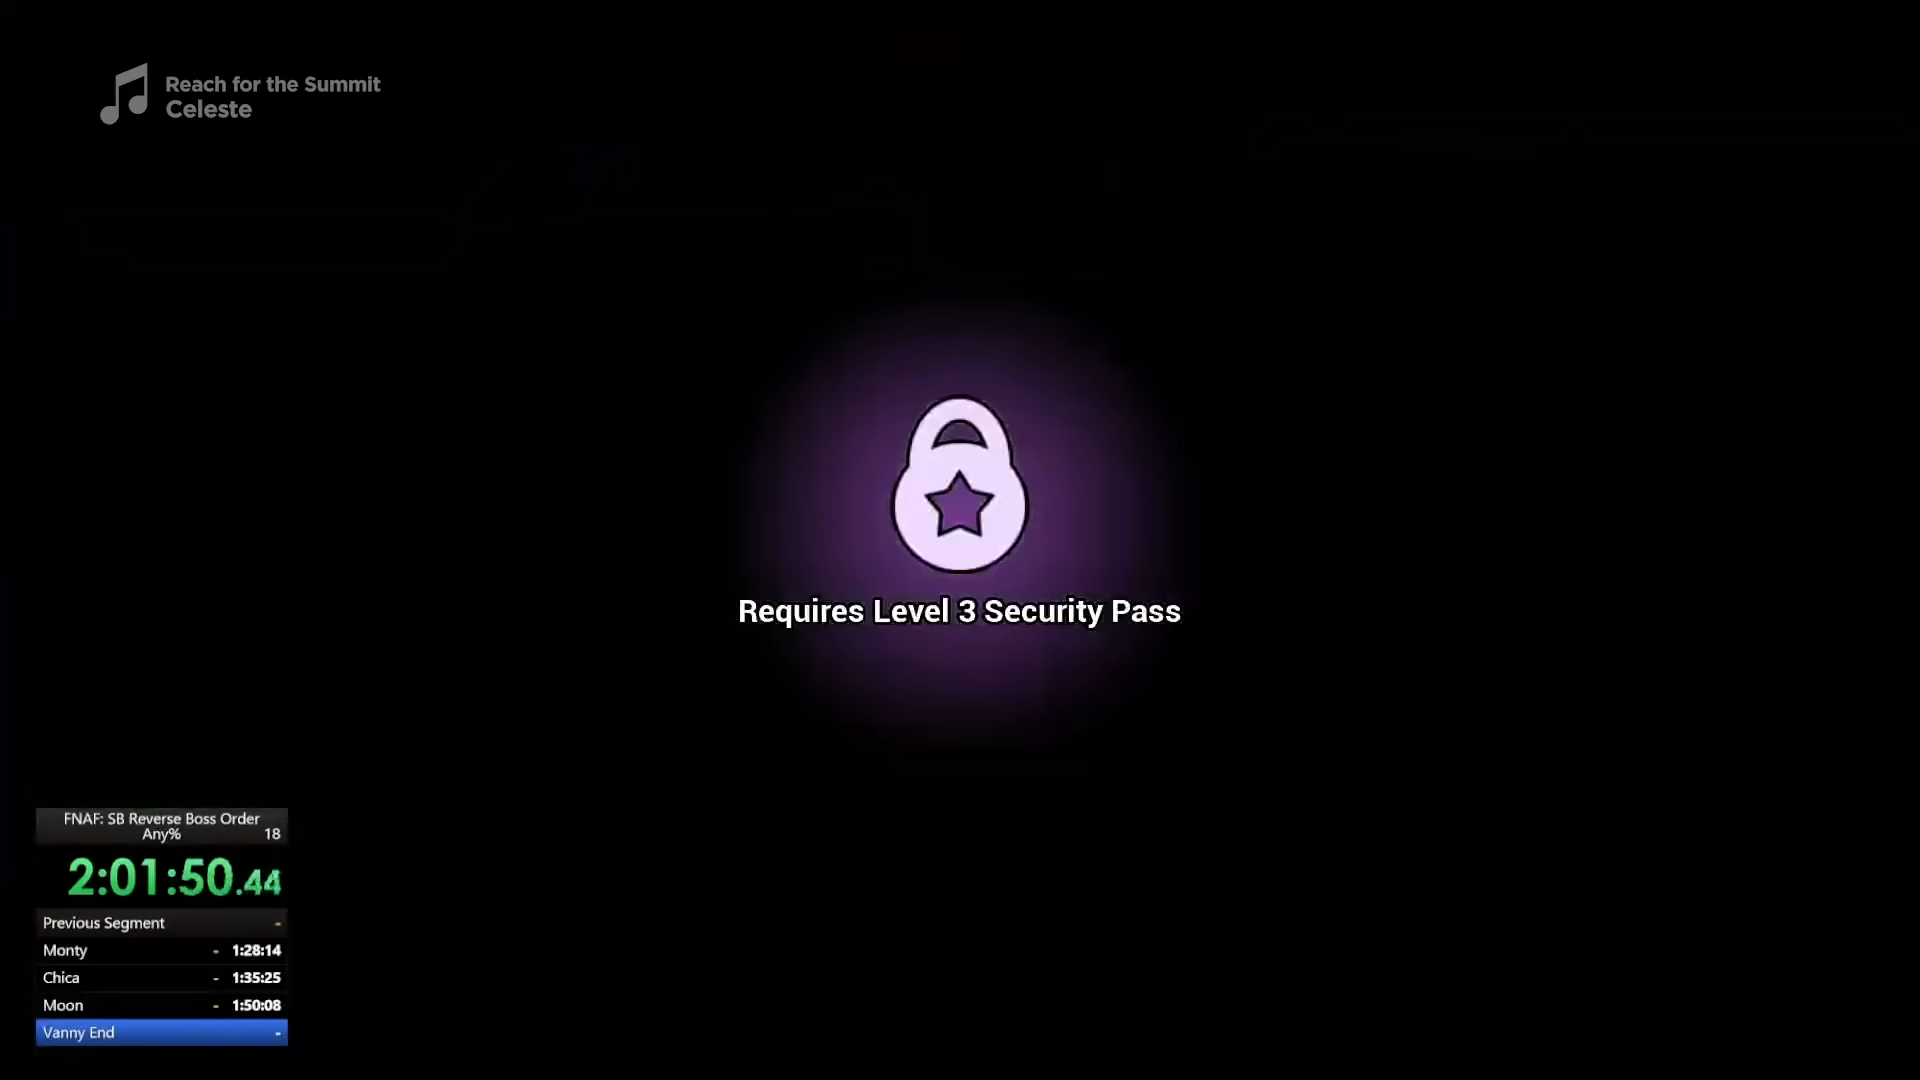 Reach for the Summit
Celeste
Requires Level 3 Security Pass
FNAF: SB Reverse Boss Order
Any% 18
2:01:50.44
Previous Segment -
Monty - 1:28:14
Chica - 1:35:25
Moon - 1:50:08
Vanny End -